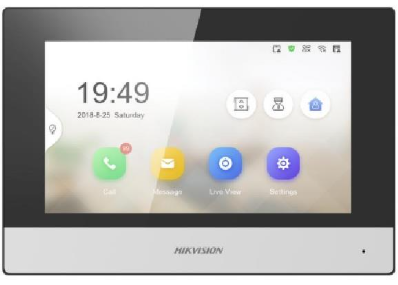 19:49
2018-8-25 Saturday
Call
Message
Live View
Settings
HIKVISION